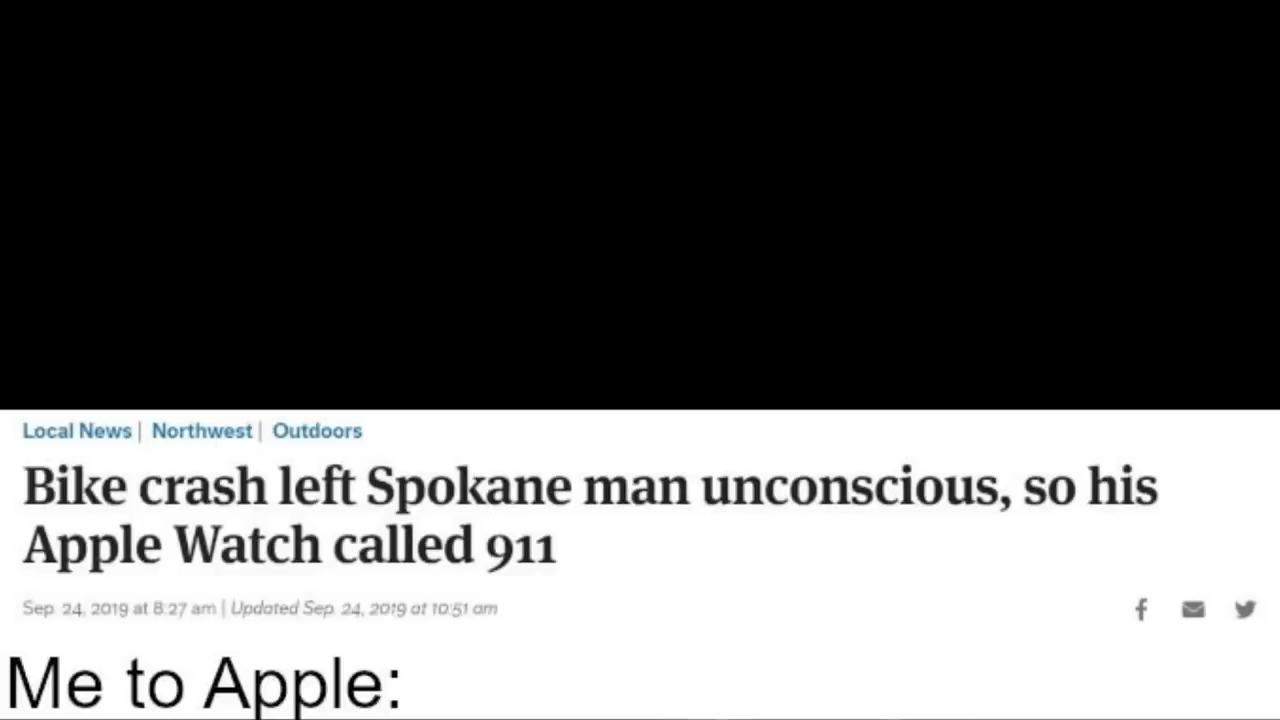 Local News | Northwest | Outdoors
Bike crash left Spokane man unconscious, so his
Apple Watch called 911
Sep. 24, 2019 at 8:27 am | Updated Sep. 24, 2019 at 10:51 am
Me to Apple: